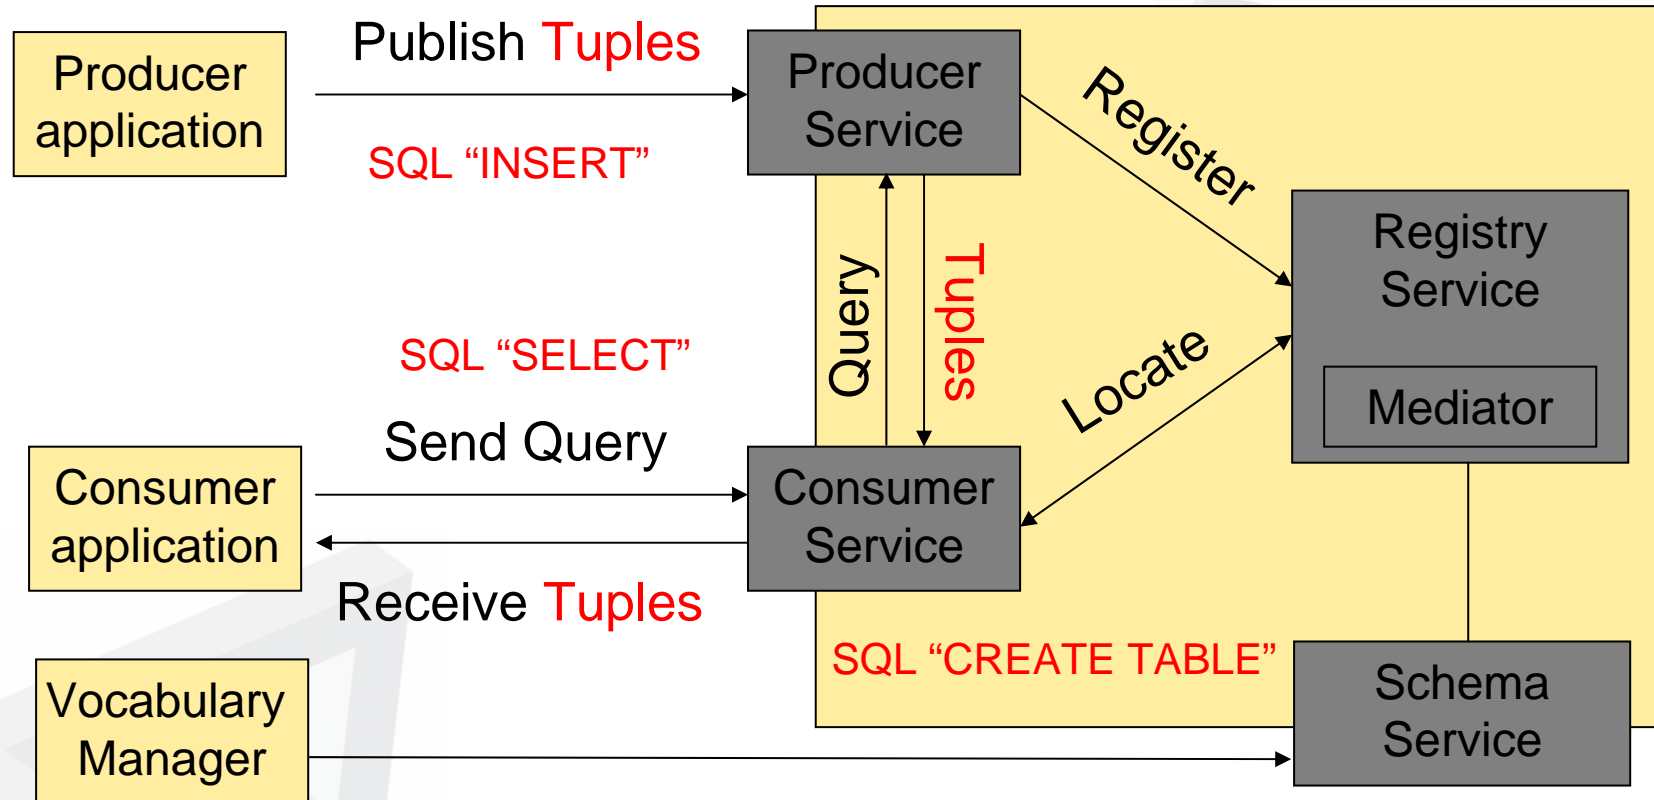 Producer
application
Publish Tuples
SQL “INSERT”
Producer
Service
Register
Registry
Service
Mediator
Query
Tuples
Locate
SQL “SELECT”
Send Query
Consumer
application
Receive Tuples
Consumer
Service
SQL “CREATE TABLE”
Vocabulary
Manager
Schema
Service